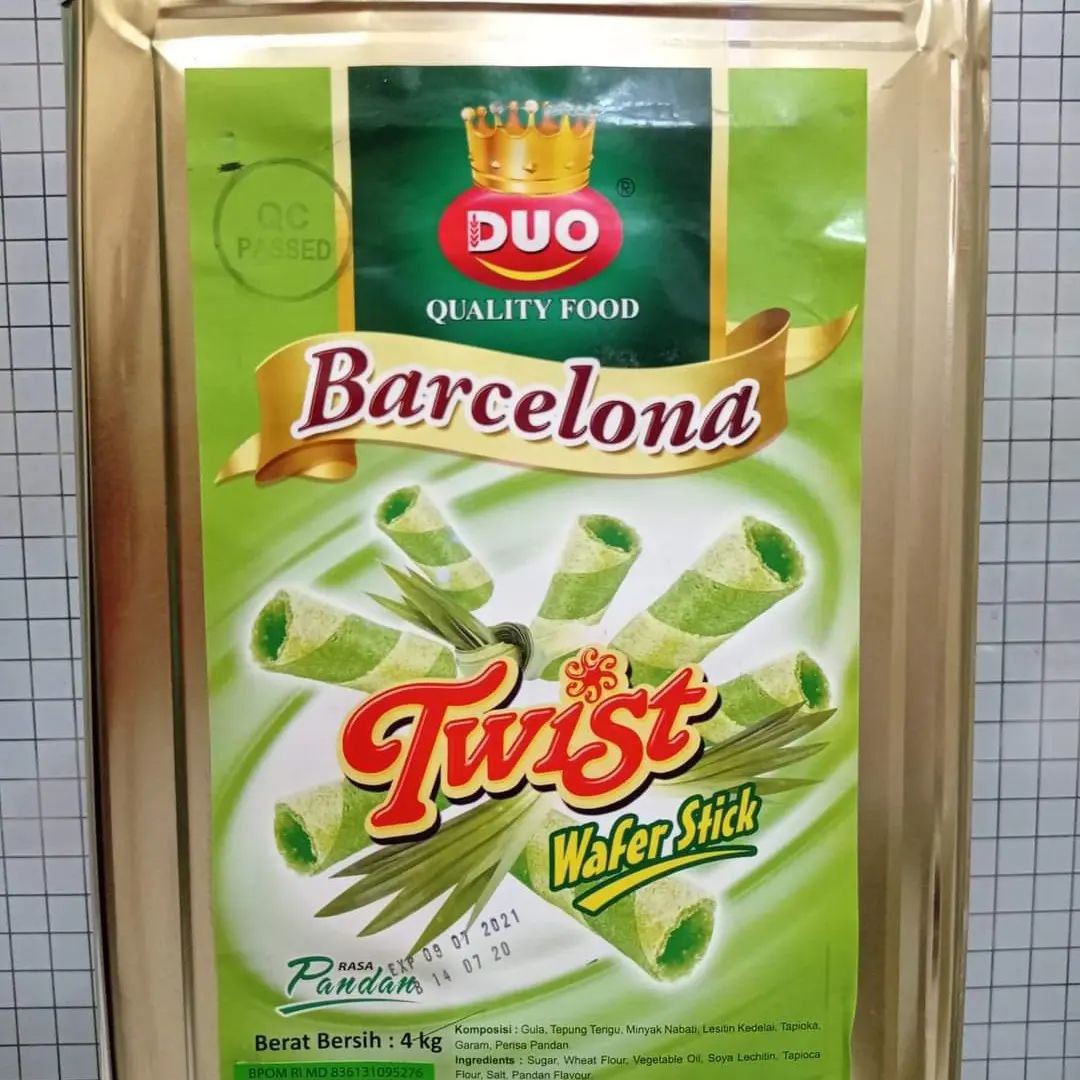 QC
PASSED
DUO
®
QUALITY FOOD
Barcelona
Twist
Wafer Stick
EXP 09 07 2021
B 14 07 20
RASA
Pandan
Berat Bersih : 4 kg
BPOM RI MD 836131095276
Komposisi : Gula, Tepung Terigu, Minyak Nabati, Lesitin Kedelai, Tapioka,
Garam, Perisa Pandan.
Ingredients : Sugar, Wheat Flour, Vegetable Oil, Soya Lechitin, Tapioca
Flour, Salt, Pandan Flavour.